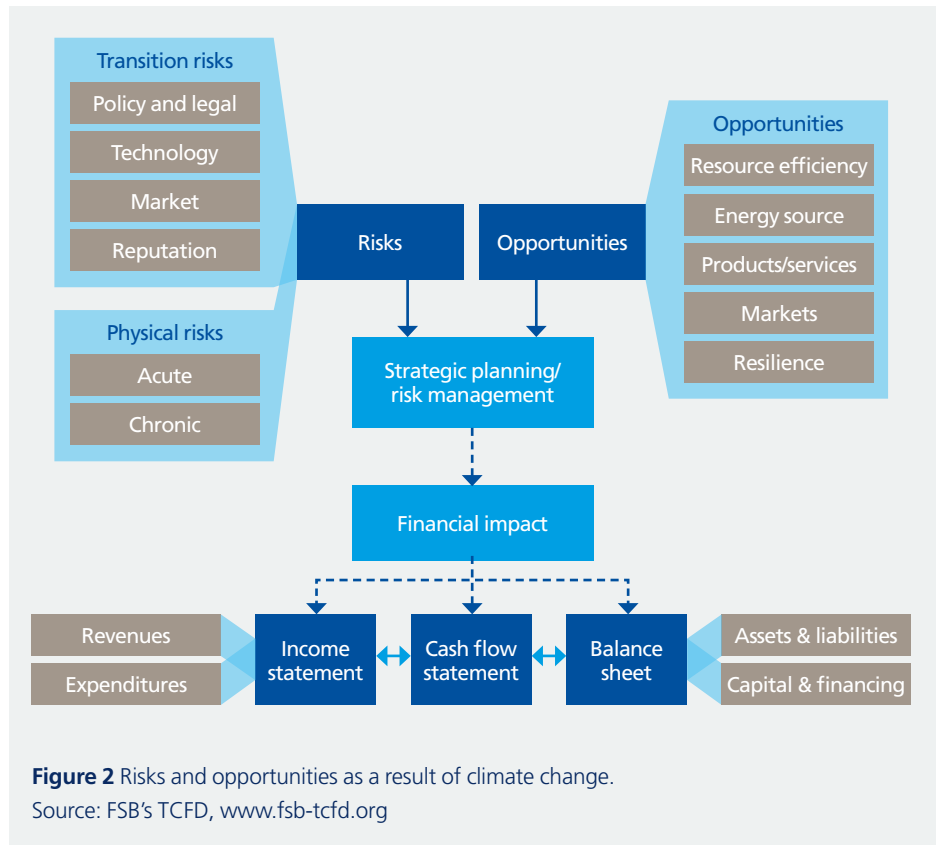 Transition risks
Policy and legal
Technology
Market
Reputation
Physical risks
Acute
Chronic
Risks
Opportunities
Opportunities
Resource efficiency
Energy source
Products/services
Markets
Resilience
Strategic planning/
risk management
Financial impact
Revenues
Expenditures
Income
statement
Cash flow
statement
Balance
sheet
Assets & liabilities
Capital & financing
Figure 2 Risks and opportunities as a result of climate change.
Source: FSB’s TCFD, www.fsb-tcfd.org